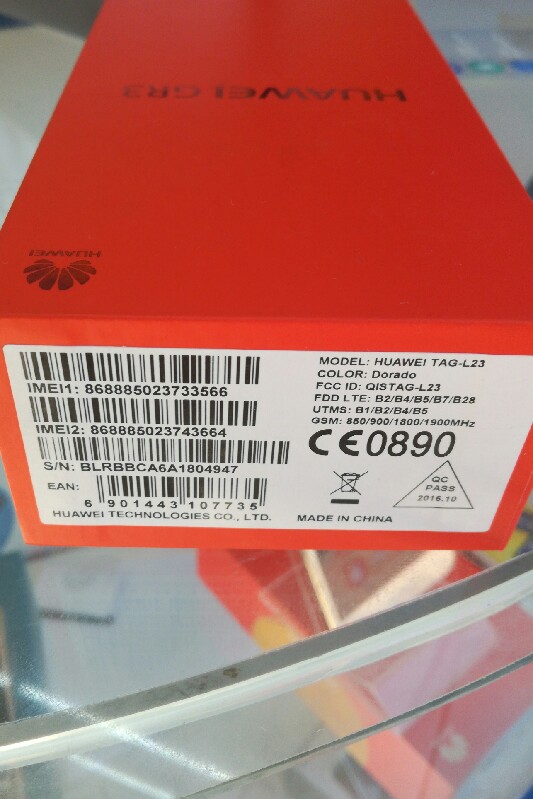 HUAWEI GR3
HUAWEI
IMEI1: 868885023733566
IMEI2: 868885023743664
S/N: BLRBBCA6A1804947
EAN:
6 901443 107735
HUAWEI TECHNOLOGIES CO., LTD.
MADE IN CHINA
MODEL: HUAWEI TAG-L23
COLOR: Dorado
FCC ID: QISTAG-L23
FDD LTE: B2/B4/B5/B7/B28
UTMS: B1/B2/B4/B5
GSM: 850/900/1800/1900MHz
CE0890
QC
PASS
2015.10